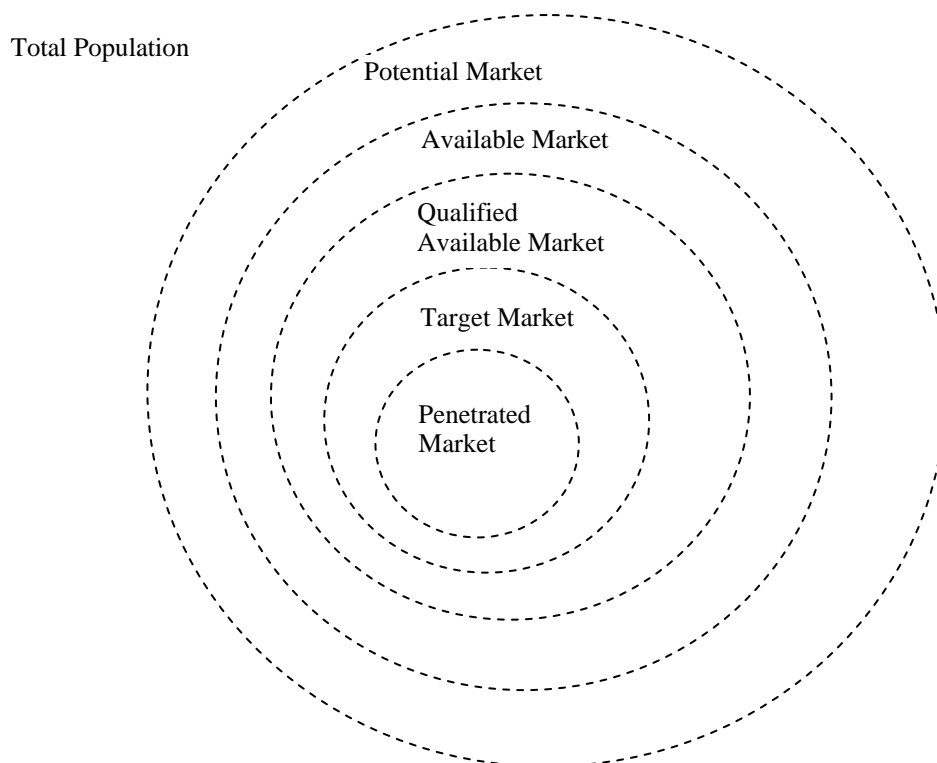 Total Population
Potential Market
Available Market
Qualified
Available Market
Target Market
Penetrated
Market